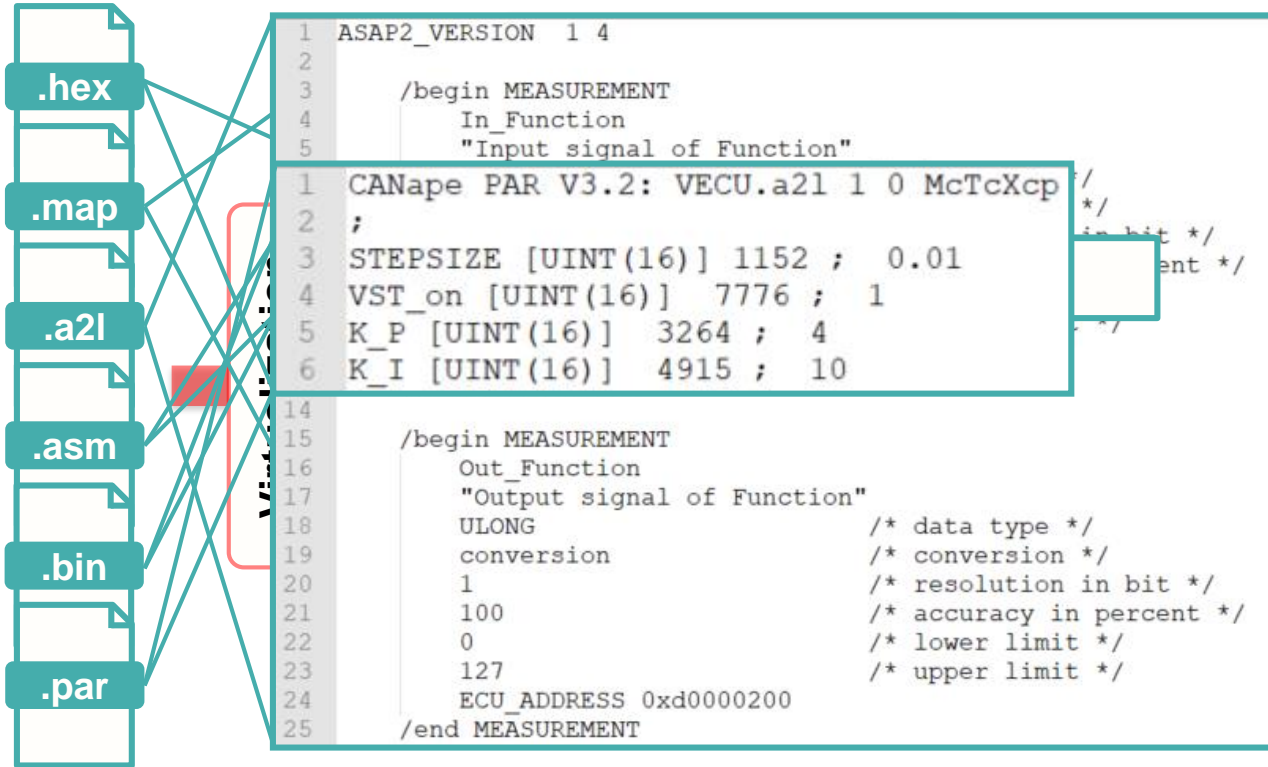 .hex
.map
.a2l
.asm
.bin
.par
1 ASAP2_VERSION 1 4
2
3 /begin MEASUREMENT
4 In_Function
5 "Input signal of Function"
1 CANape PAR V3.2: VECU.a2l 1 0 McTcXcp
2 ;
3 STEPSIZE [UINT(16)] 1152 ; 0.01
4 VST_on [UINT(16)] 7776 ; 1
5 K_P [UINT(16)] 3264 ; 4
6 K_I [UINT(16)] 4915 ; 10
*/
*/
in bit */
ent */
*/
14
15 /begin MEASUREMENT
16 Out_Function
17 "Output signal of Function"
18 ULONG /* data type */
19 conversion /* conversion */
20 1 /* resolution in bit */
21 100 /* accuracy in percent */
22 0 /* lower limit */
23 127 /* upper limit */
24 ECU_ADDRESS 0xd0000200
25 /end MEASUREMENT